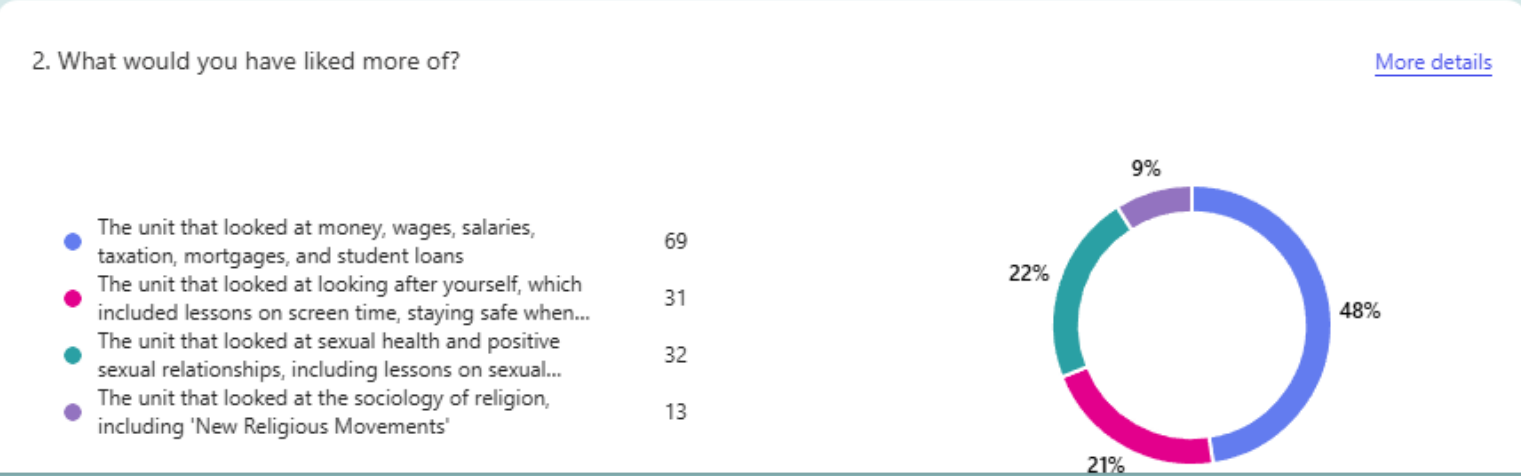 2. What would you have liked more of?
More details
The unit that looked at money, wages, salaries,
taxation, mortgages, and student loans
69
The unit that looked at looking after yourself, which
included lessons on screen time, staying safe when...
31
The unit that looked at sexual health and positive
sexual relationships, including lessons on sexual...
32
The unit that looked at the sociology of religion,
including 'New Religious Movements'
13
9%
22%
48%
21%